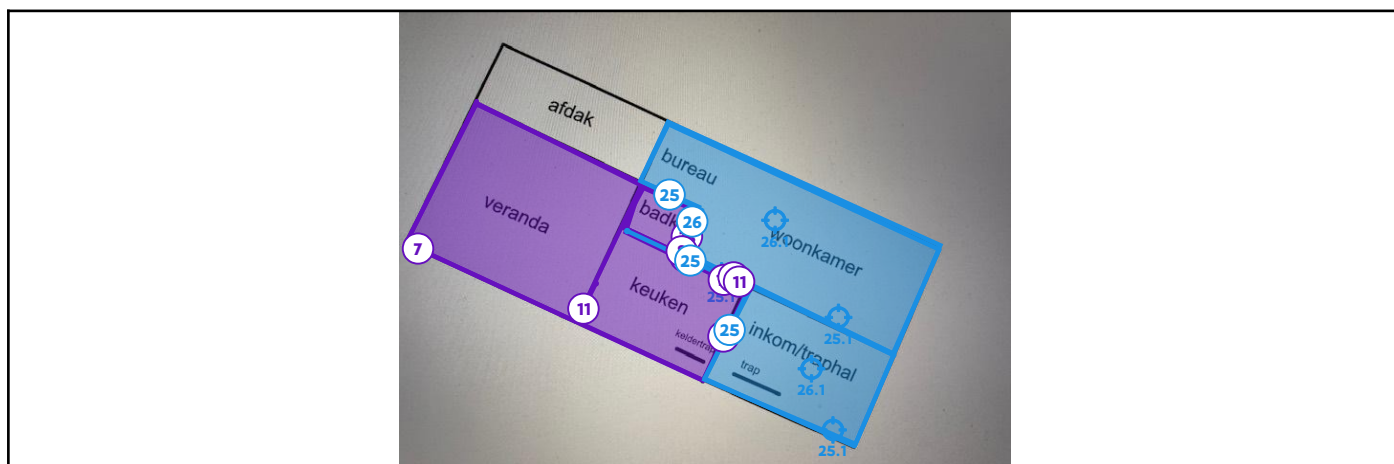 afdak
bureau
veranda
25
badk
26
woonkamer
26.1
7
25
keuken
11
25.1
11
25.1
keldertrap
25
inkom/traphal
trap
26.1
25.1